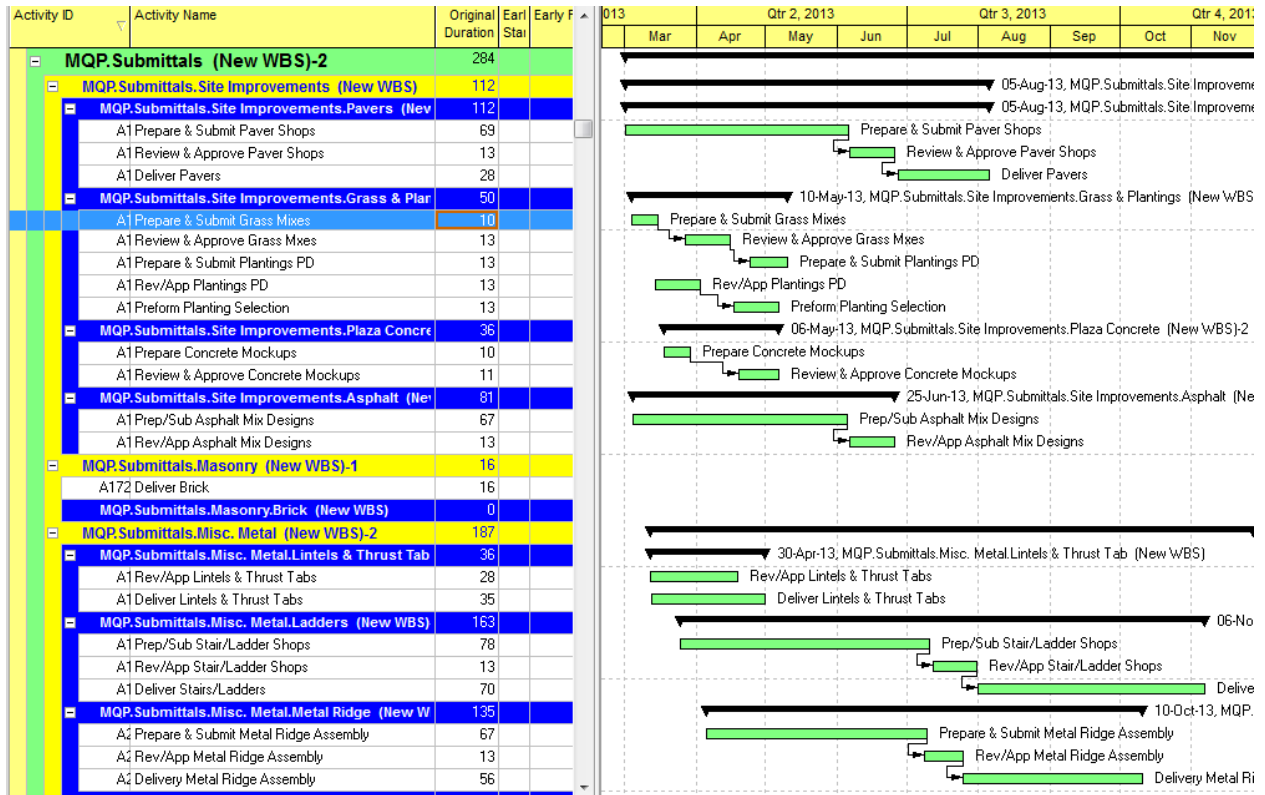 Activity ID Activity Name Original Duration Earl Star Early F 013 Qtr 2, 2013 Qtr 3, 2013 Qtr 4, 201
Mar Apr May Jun Jul Aug Sep Oct Nov
MQP.Submittals (New WBS)-2 284
MQP.Submittals.Site Improvements (New WBS) 112 05-Aug-13, MQP.Submittals.Site Improveme
MQP.Submittals.Site Improvements.Pavers (Nev 112 05-Aug-13, MQP.Submittals.Site Improveme
A1 Prepare & Submit Paver Shops 69 Prepare & Submit Paver Shops
A1 Review & Approve Paver Shops 13 Review & Approve Paver Shops
A1 Deliver Pavers 28 Deliver Pavers
MQP.Submittals.Site Improvements.Grass & Plar 50 10-May-13, MQP.Submittals.Site Improvements.Grass & Plantings (New WBS
A1 Prepare & Submit Grass Mixes 10 Prepare & Submit Grass Mixes
A1 Review & Approve Grass Mxes 13 Review & Approve Grass Mxes
A1 Prepare & Submit Plantings PD 13 Prepare & Submit Plantings PD
A1 Rev/App Plantings PD 13 Rev/App Plantings PD
A1 Preform Planting Selection 13 Preform Planting Selection
MQP.Submittals.Site Improvements.Plaza Concre 36 06-May-13, MQP.Submittals.Site Improvements.Plaza Concrete (New WBS)-2
A1 Prepare Concrete Mockups 10 Prepare Concrete Mockups
A1 Review & Approve Concrete Mockups 11 Review & Approve Concrete Mockups
MQP.Submittals.Site Improvements.Asphalt (Nev 81 25-Jun-13, MQP.Submittals.Site Improvements.Asphalt (Ne
A1 Prep/Sub Asphalt Mix Designs 67 Prep/Sub Asphalt Mix Designs
A1 Rev/App Asphalt Mix Designs 13 Rev/App Asphalt Mix Designs
MQP.Submittals.Masonry (New WBS)-1 16
A172 Deliver Brick 16
MQP.Submittals.Masonry.Brick (New WBS) 0
MQP.Submittals.Misc. Metal (New WBS)-2 187
MQP.Submittals.Misc. Metal.Lintels & Thrust Tab 36 30-Apr-13, MQP.Submittals.Misc. Metal.Lintels & Thrust Tab (New WBS)
A1 Rev/App Lintels & Thrust Tabs 28 Rev/App Lintels & Thrust Tabs
A1 Deliver Lintels & Thrust Tabs 35 Deliver Lintels & Thrust Tabs
MQP.Submittals.Misc. Metal.Ladders (New WBS) 163 06-No
A1 Prep/Sub Stair/Ladder Shops 78 Prep/Sub Stair/Ladder Shops
A1 Rev/App Stair/Ladder Shops 13 Rev/App Stair/Ladder Shops
A1 Deliver Stairs/Ladders 70 Delive
MQP.Submittals.Misc. Metal.Metal Ridge (New W 135 10-Oct-13, MQP.
A2 Prepare & Submit Metal Ridge Assembly 67 Prepare & Submit Metal Ridge Assembly
A2 Rev/App Metal Ridge Assembly 13 Rev/App Metal Ridge Assembly
A2 Delivery Metal Ridge Assembly 56 Delivery Metal Ri